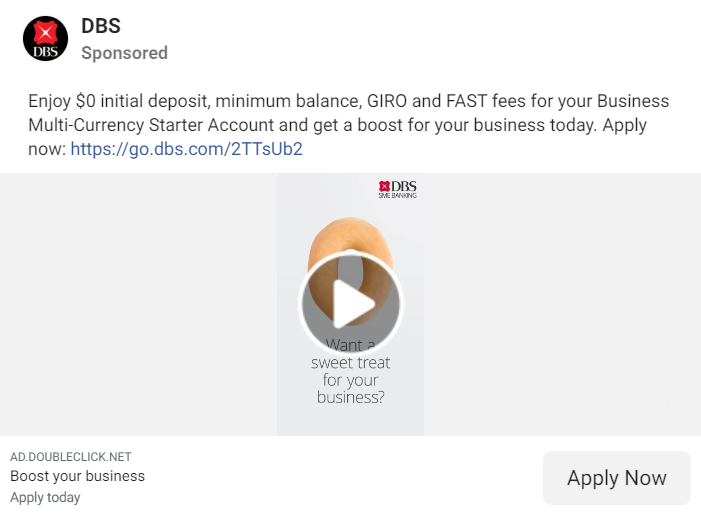 DBS
Sponsored
DBS
Enjoy $0 initial deposit, minimum balance, GIRO and FAST fees for your Business
Multi-Currency Starter Account and get a boost for your business today. Apply
now: https://go.dbs.com/2TTsUb2
DBS
SME BANKING
Want a
sweet treat
for your
business?
AD.DOUBLECLICK.NET
Boost your business
Apply today
Apply Now